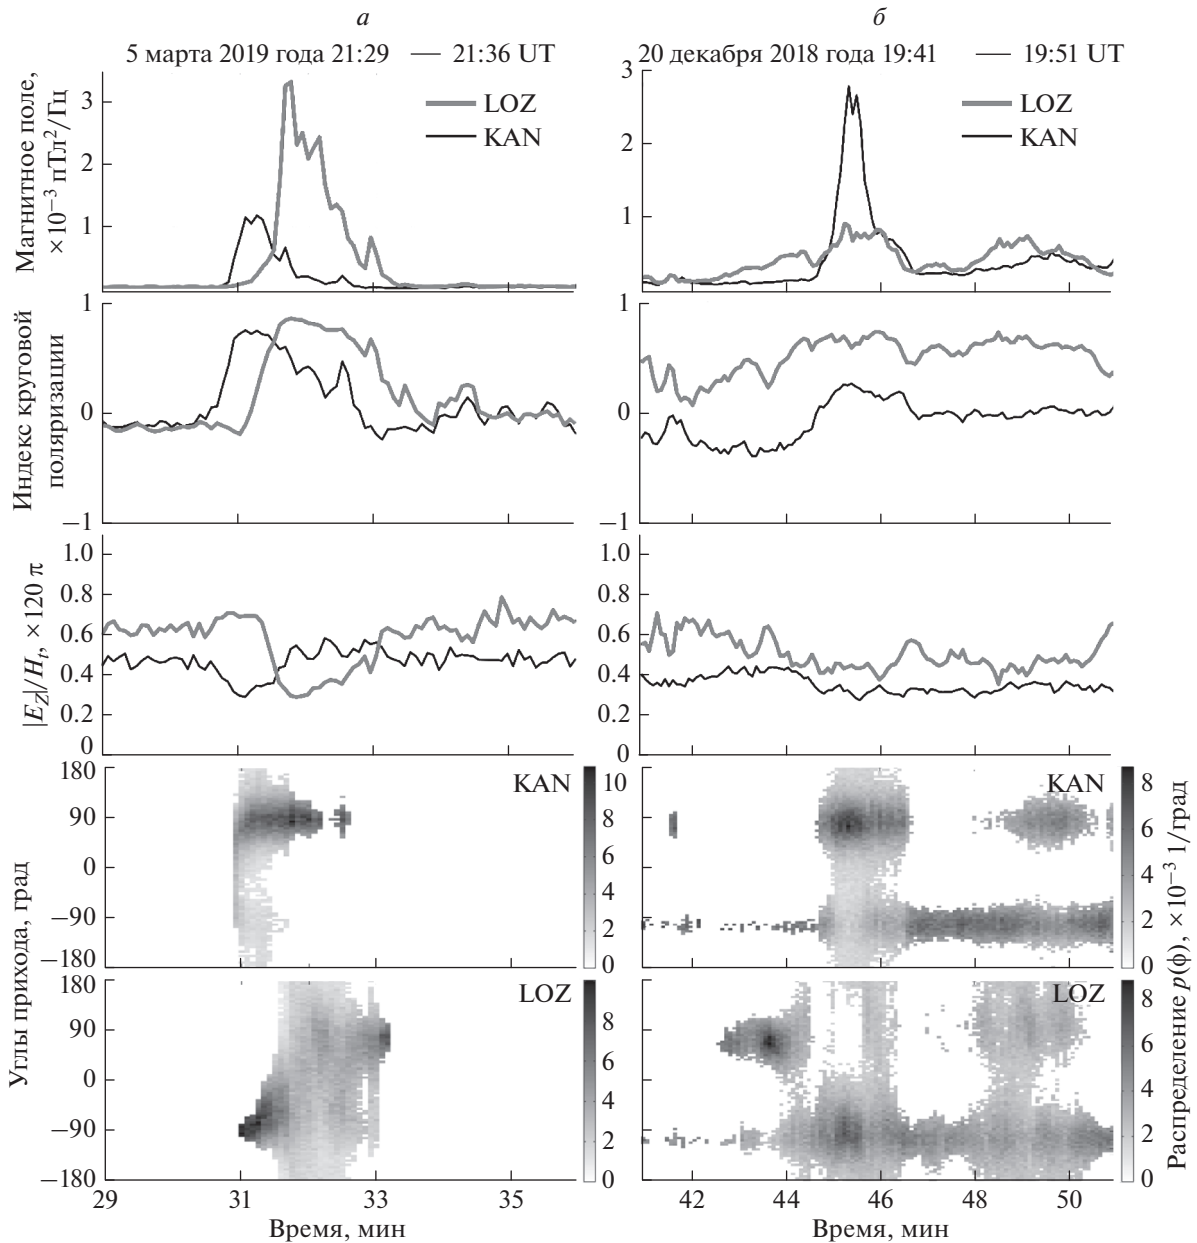 а
б
5 марта 2019 года 21:29 — 21:36 UT
20 декабря 2018 года 19:41 — 19:51 UT
Магнитное поле,
×10−3 пТл2/Гц
3
2
1
LOZ
KAN
3
2
1
0
LOZ
KAN
Индекс круговой
поляризации
1
0
−1
1
0
−1
|EZ|/Ht, ×120 π
1.0
0.8
0.6
0.4
0.2
0
1.0
0.8
0.6
0.4
0.2
0
Углы прихода, град
180
90
0
−90
−180
KAN
10
8
6
4
2
0
KAN
8
6
4
2
0
180
90
0
−90
−180
LOZ
8
6
4
2
0
LOZ
8
6
4
2
0
Распределение p(ϕ), ×10−3 1/град
29 31 33 35
42 44 46 48 50
Время, мин
Время, мин